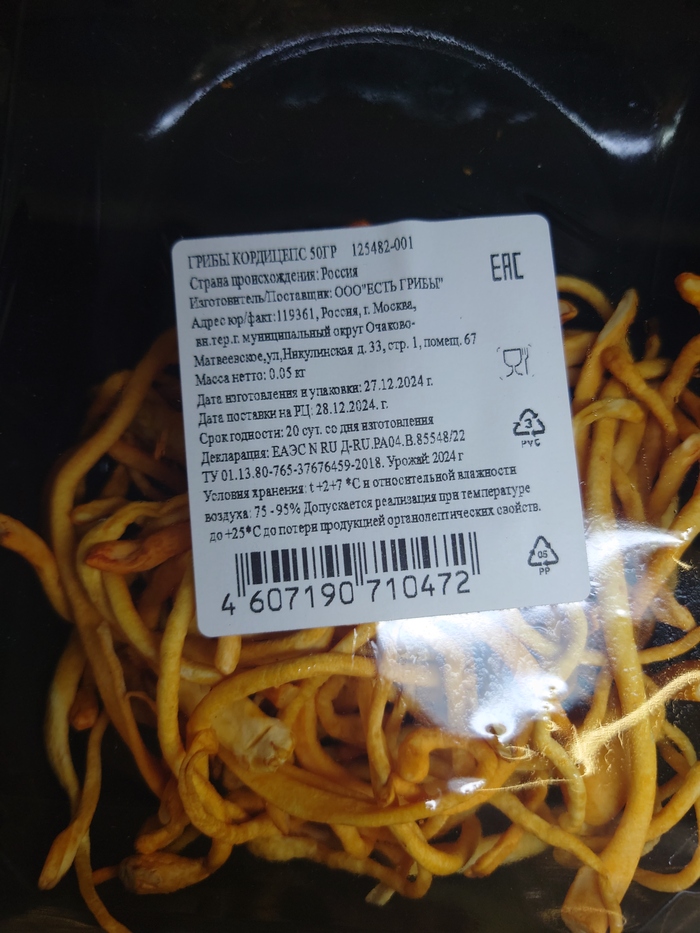 ГРИБЫ КОРДИЦЕПС 50ГР 125482-001
Страна происхождения: Россия
EAC
Изготовитель/Поставщик: ООО"ЕСТЬ ГРИБЫ"
Адрес юр/факт:119361, Россия, г. Москва,
вн.тер.г. муниципальный округ Очаково-
Матвеевское,ул,Никулинская д. 33, стр. 1, помещ. 67
Масса нетто: 0.05 кг
Дата изготовления и упаковки: 27.12.2024 г.
Дата поставки на РЦ: 28.12.2024. г.
Срок годности: 20 сут. со дня изготовления
3
PVC
Декларация: ЕАЭС N RU Д-RU.РА04.В.85548/22
ТУ 01.13.80-765-37676459-2018. Урожай: 2024 г
Условия хранения: t +2+7 *С и относительной влажности
воздуха: 75 - 95% Допускается реализация при температуре
до +25*С до потери продукцией органолептических свойств.
05
PP
4 607190 710472